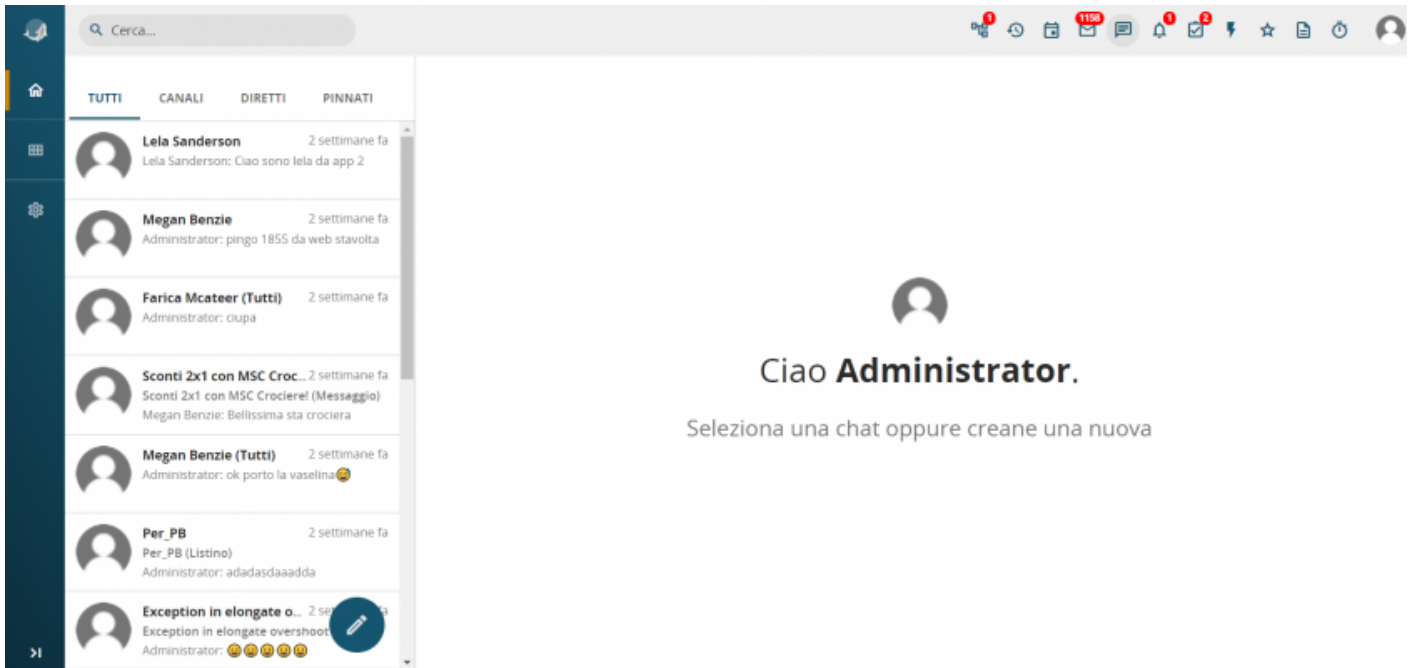 Cerca...
1
1158
1
2
TUTTI CANALI DIRETTI PINNATI
Lela Sanderson 2 settimane fa
Lela Sanderson: Ciao sono lela da app 2
Megan Benzie 2 settimane fa
Administrator: pingo 1855 da web stavolta
Farica Mcateer (Tutti) 2 settimane fa
Administrator: ciupa
Sconti 2x1 con MSC Croc... 2 settimane fa
Sconti 2x1 con MSC Crociere! (Messaggio)
Megan Benzie: Bellissima sta crociera
Megan Benzie (Tutti) 2 settimane fa
Administrator: ok porto la vaselina😅
Per_PB 2 settimane fa
Per_PB (Listino)
Administrator: adadasdaaadda
Exception in elongate o... 2 se
Exception in elongate overshoot
Administrator: 😀😀😀😀😀
Ciao Administrator.
Seleziona una chat oppure creane una nuova